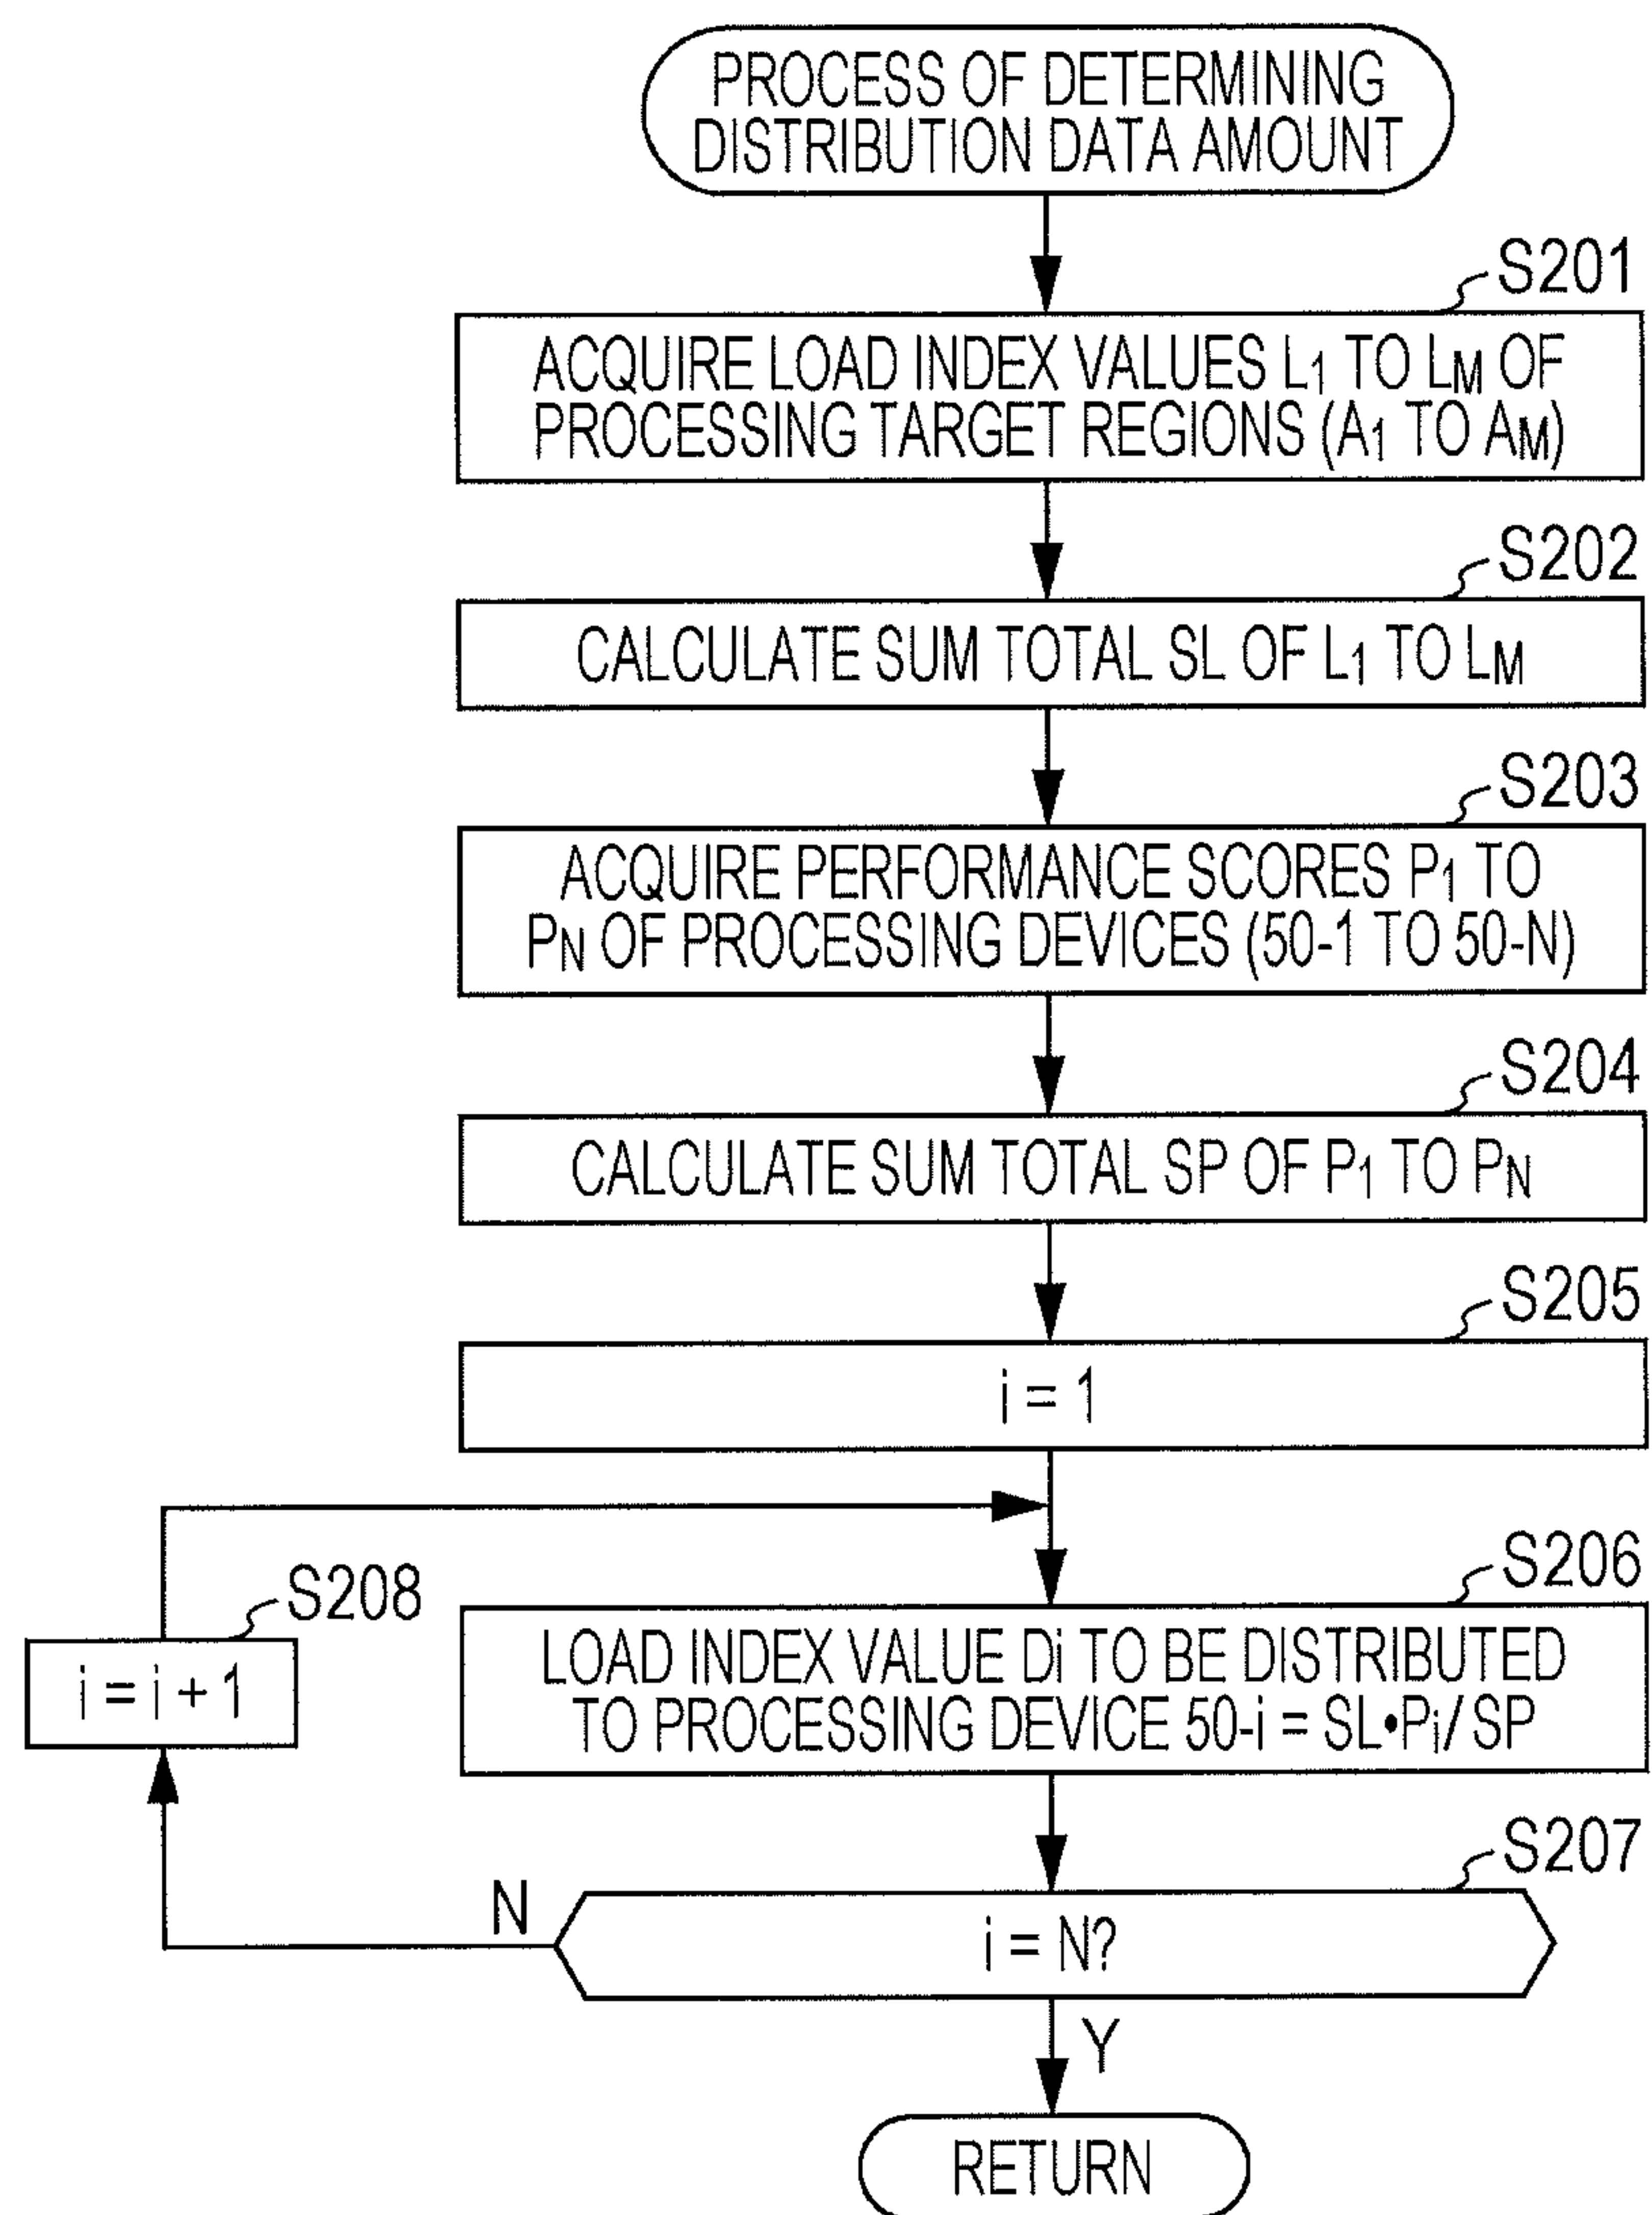 PROCESS OF DETERMINING
DISTRIBUTION DATA AMOUNT
S201
ACQUIRE LOAD INDEX VALUES L1 TO LM OF
PROCESSING TARGET REGIONS (A1 TO AM)
S202
CALCULATE SUM TOTAL SL OF L1 TO LM
S203
ACQUIRE PERFORMANCE SCORES P1 TO
PN OF PROCESSING DEVICES (50-1 TO 50-N)
S204
CALCULATE SUM TOTAL SP OF P1 TO PN
S205
i = 1
S206
LOAD INDEX VALUE Di TO BE DISTRIBUTED
TO PROCESSING DEVICE 50-i = SL•Pi/ SP
S208
i = i + 1
S207
i = N?
N
Y
RETURN